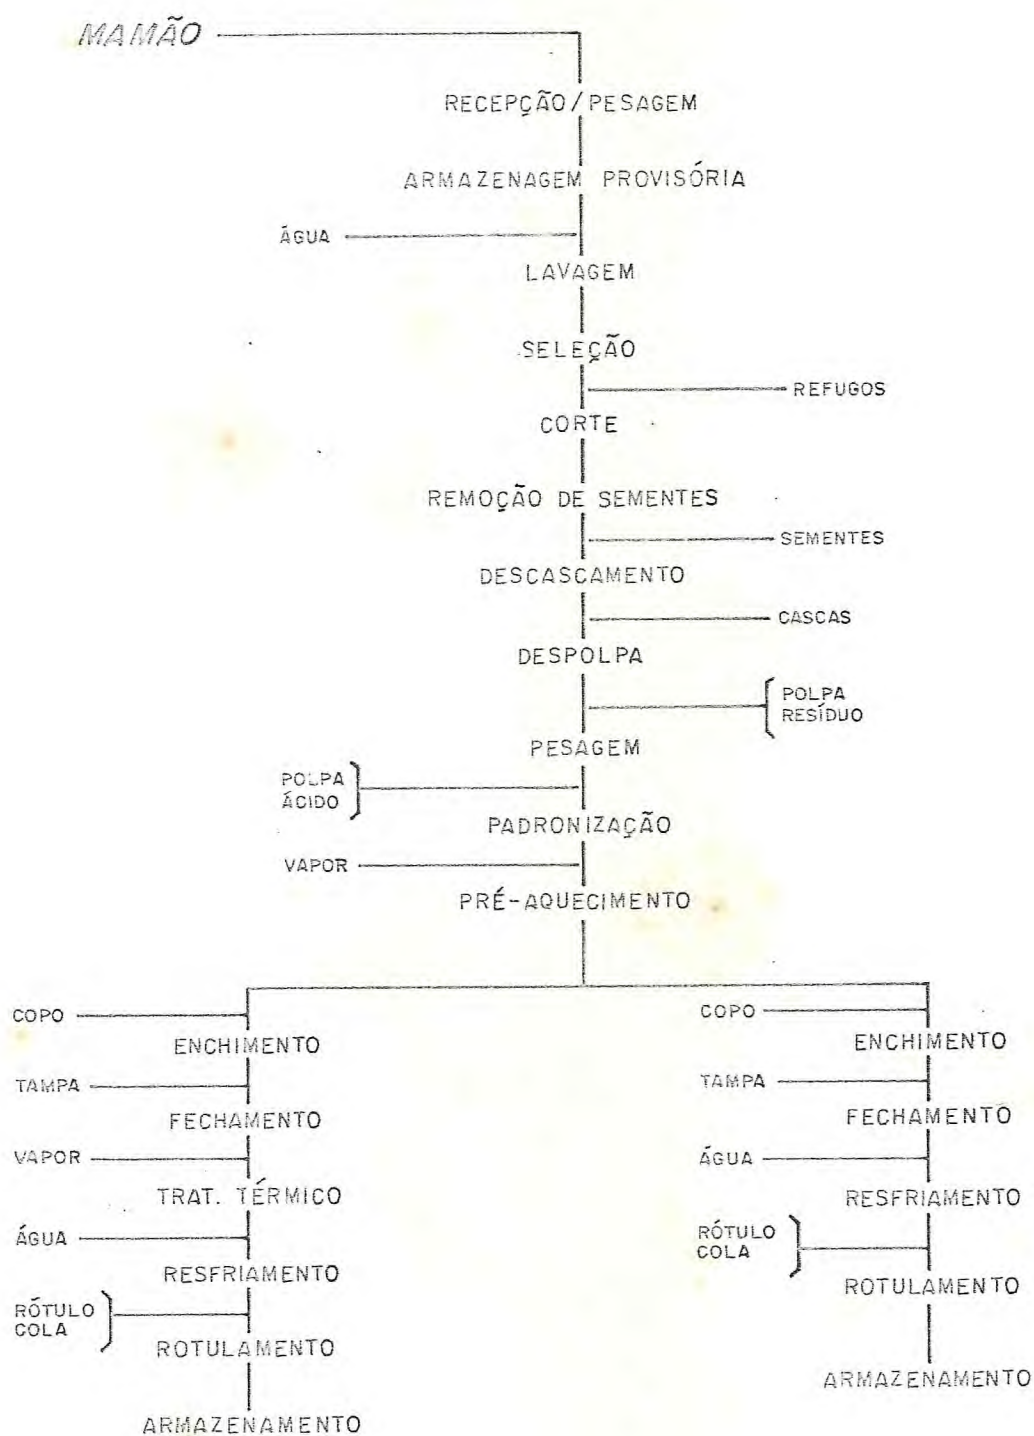 MAMÃO
RECEPÇÃO/PESAGEM
ARMAZENAGEM PROVISÓRIA
ÁGUA
LAVAGEM
SELEÇÃO
REFUGOS
CORTE
REMOÇÃO DE SEMENTES
SEMENTES
DESCASCAMENTO
CASCAS
DESPOLPA
POLPA
RESÍDUO
PESAGEM
POLPA
ÁCIDO
PADRONIZAÇÃO
VAPOR
PRÉ-AQUECIMENTO
COPO
ENCHIMENTO
TAMPA
FECHAMENTO
VAPOR
TRAT. TÉRMICO
ÁGUA
RESFRIAMENTO
RÓTULO
COLA
ROTULAMENTO
ARMAZENAMENTO
COPO
ENCHIMENTO
TAMPA
FECHAMENTO
ÁGUA
RESFRIAMENTO
RÓTULO
COLA
ROTULAMENTO
ARMAZENAMENTO